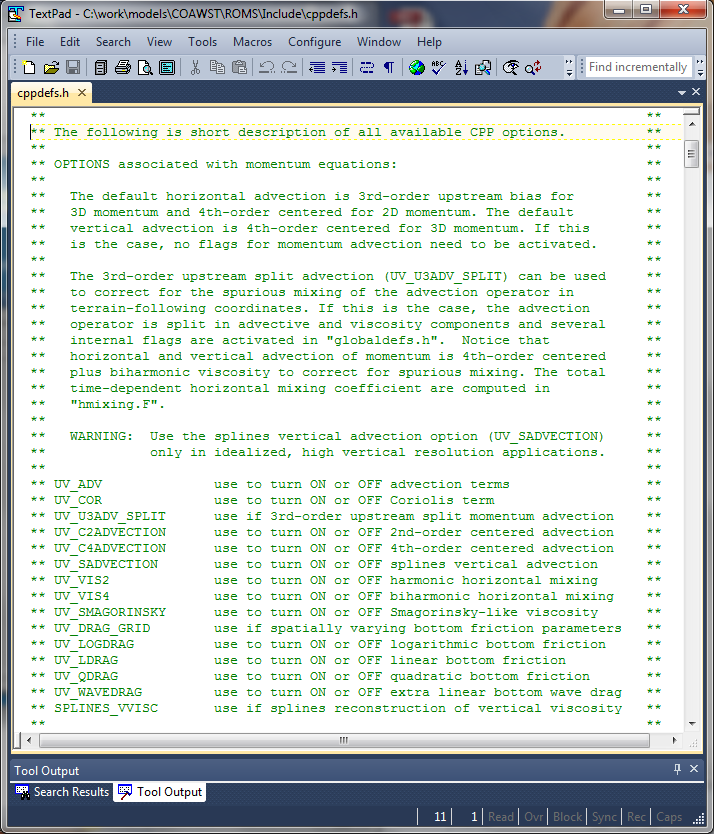 TextPad - C:\work\models\COAWST\ROMS\Include\cppdefs.h
File Edit Search View Tools Macros Configure Window Help
Find incrementally
cppdefs.h
** **
** The following is short description of all available CPP options. **
** **
** OPTIONS associated with momentum equations: **
** **
** The default horizontal advection is 3rd-order upstream bias for **
** 3D momentum and 4th-order centered for 2D momentum. The default **
** vertical advection is 4th-order centered for 3D momentum. If this **
** is the case, no flags for momentum advection need to be activated. **
** **
** The 3rd-order upstream split advection (UV_U3ADV_SPLIT) can be used **
** to correct for the spurious mixing of the advection operator in **
** terrain-following coordinates. If this is the case, the advection **
** operator is split in advective and viscosity components and several **
** internal flags are activated in "globaldefs.h". Notice that **
** horizontal and vertical advection of momentum is 4th-order centered **
** plus biharmonic viscosity to correct for spurious mixing. The total **
** time-dependent horizontal mixing coefficient are computed in **
** "hmixing.F". **
** **
** WARNING: Use the splines vertical advection option (UV_SADVECTION) **
** only in idealized, high vertical resolution applications. **
** **
** UV_ADV use to turn ON or OFF advection terms **
** UV_COR use to turn ON or OFF Coriolis term **
** UV_U3ADV_SPLIT use if 3rd-order upstream split momentum advection **
** UV_C2ADVECTION use to turn ON or OFF 2nd-order centered advection **
** UV_C4ADVECTION use to turn ON or OFF 4th-order centered advection **
** UV_SADVECTION use to turn ON or OFF splines vertical advection **
** UV_VIS2 use to turn ON or OFF harmonic horizontal mixing **
** UV_VIS4 use to turn ON or OFF biharmonic horizontal mixing **
** UV_SMAGORINSKY use to turn ON or OFF Smagorinsky-like viscosity **
** UV_DRAG_GRID use if spatially varying bottom friction parameters **
** UV_LOGDRAG use to turn ON or OFF logarithmic bottom friction **
** UV_LDRAG use to turn ON or OFF linear bottom friction **
** UV_QDRAG use to turn ON or OFF quadratic bottom friction **
** UV_WAVEDRAG use to turn ON or OFF extra linear bottom wave drag **
** SPLINES_VVISC use if splines reconstruction of vertical viscosity **
** **
Tool Output
Search Results Tool Output
11 1 Read Ovr Block Sync Rec Caps